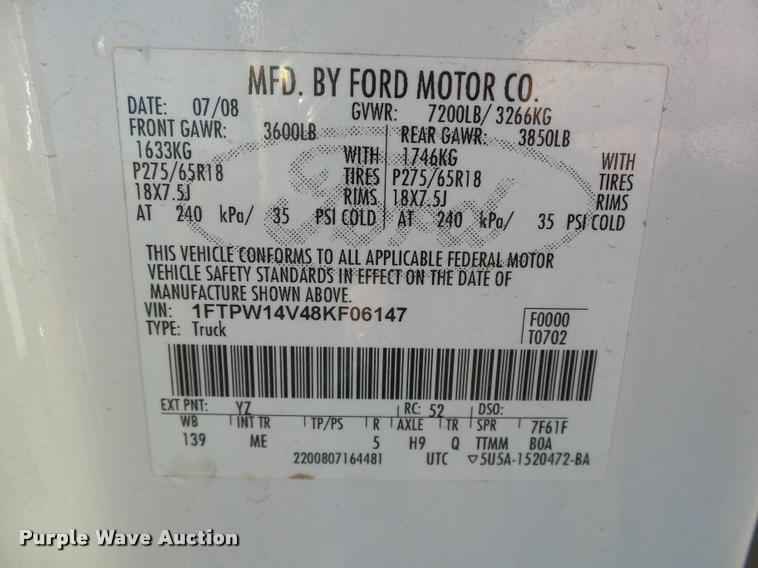 MFD. BY FORD MOTOR CO.
DATE: 07/08 GVWR: 7200LB/ 3266KG
FRONT GAWR: 3600LB REAR GAWR: 3850LB
1633KG WITH 1746KG WITH
P275/65R18 TIRES P275/65R18 TIRES
18X7.5J RIMS 18X7.5J RIMS
AT 240 kPa/ 35 PSI COLD AT 240 kPa/ 35 PSI COLD
Ford
THIS VEHICLE CONFORMS TO ALL APPLICABLE FEDERAL MOTOR
VEHICLE SAFETY STANDARDS IN EFFECT ON THE DATE OF
MANUFACTURE SHOWN ABOVE.
VIN: 1FTPW14V48KF06147 F0000
TYPE: Truck T0702
EXT PNT: YZ RC: 52 DSO:
WB INT TR TP/PS R AXLE TR SPR 7F61F
139 ME 5 H9 Q TTMM BOA
2200807164481 UTC ▽5U5A-1520472-BA
Purple Wave Auction